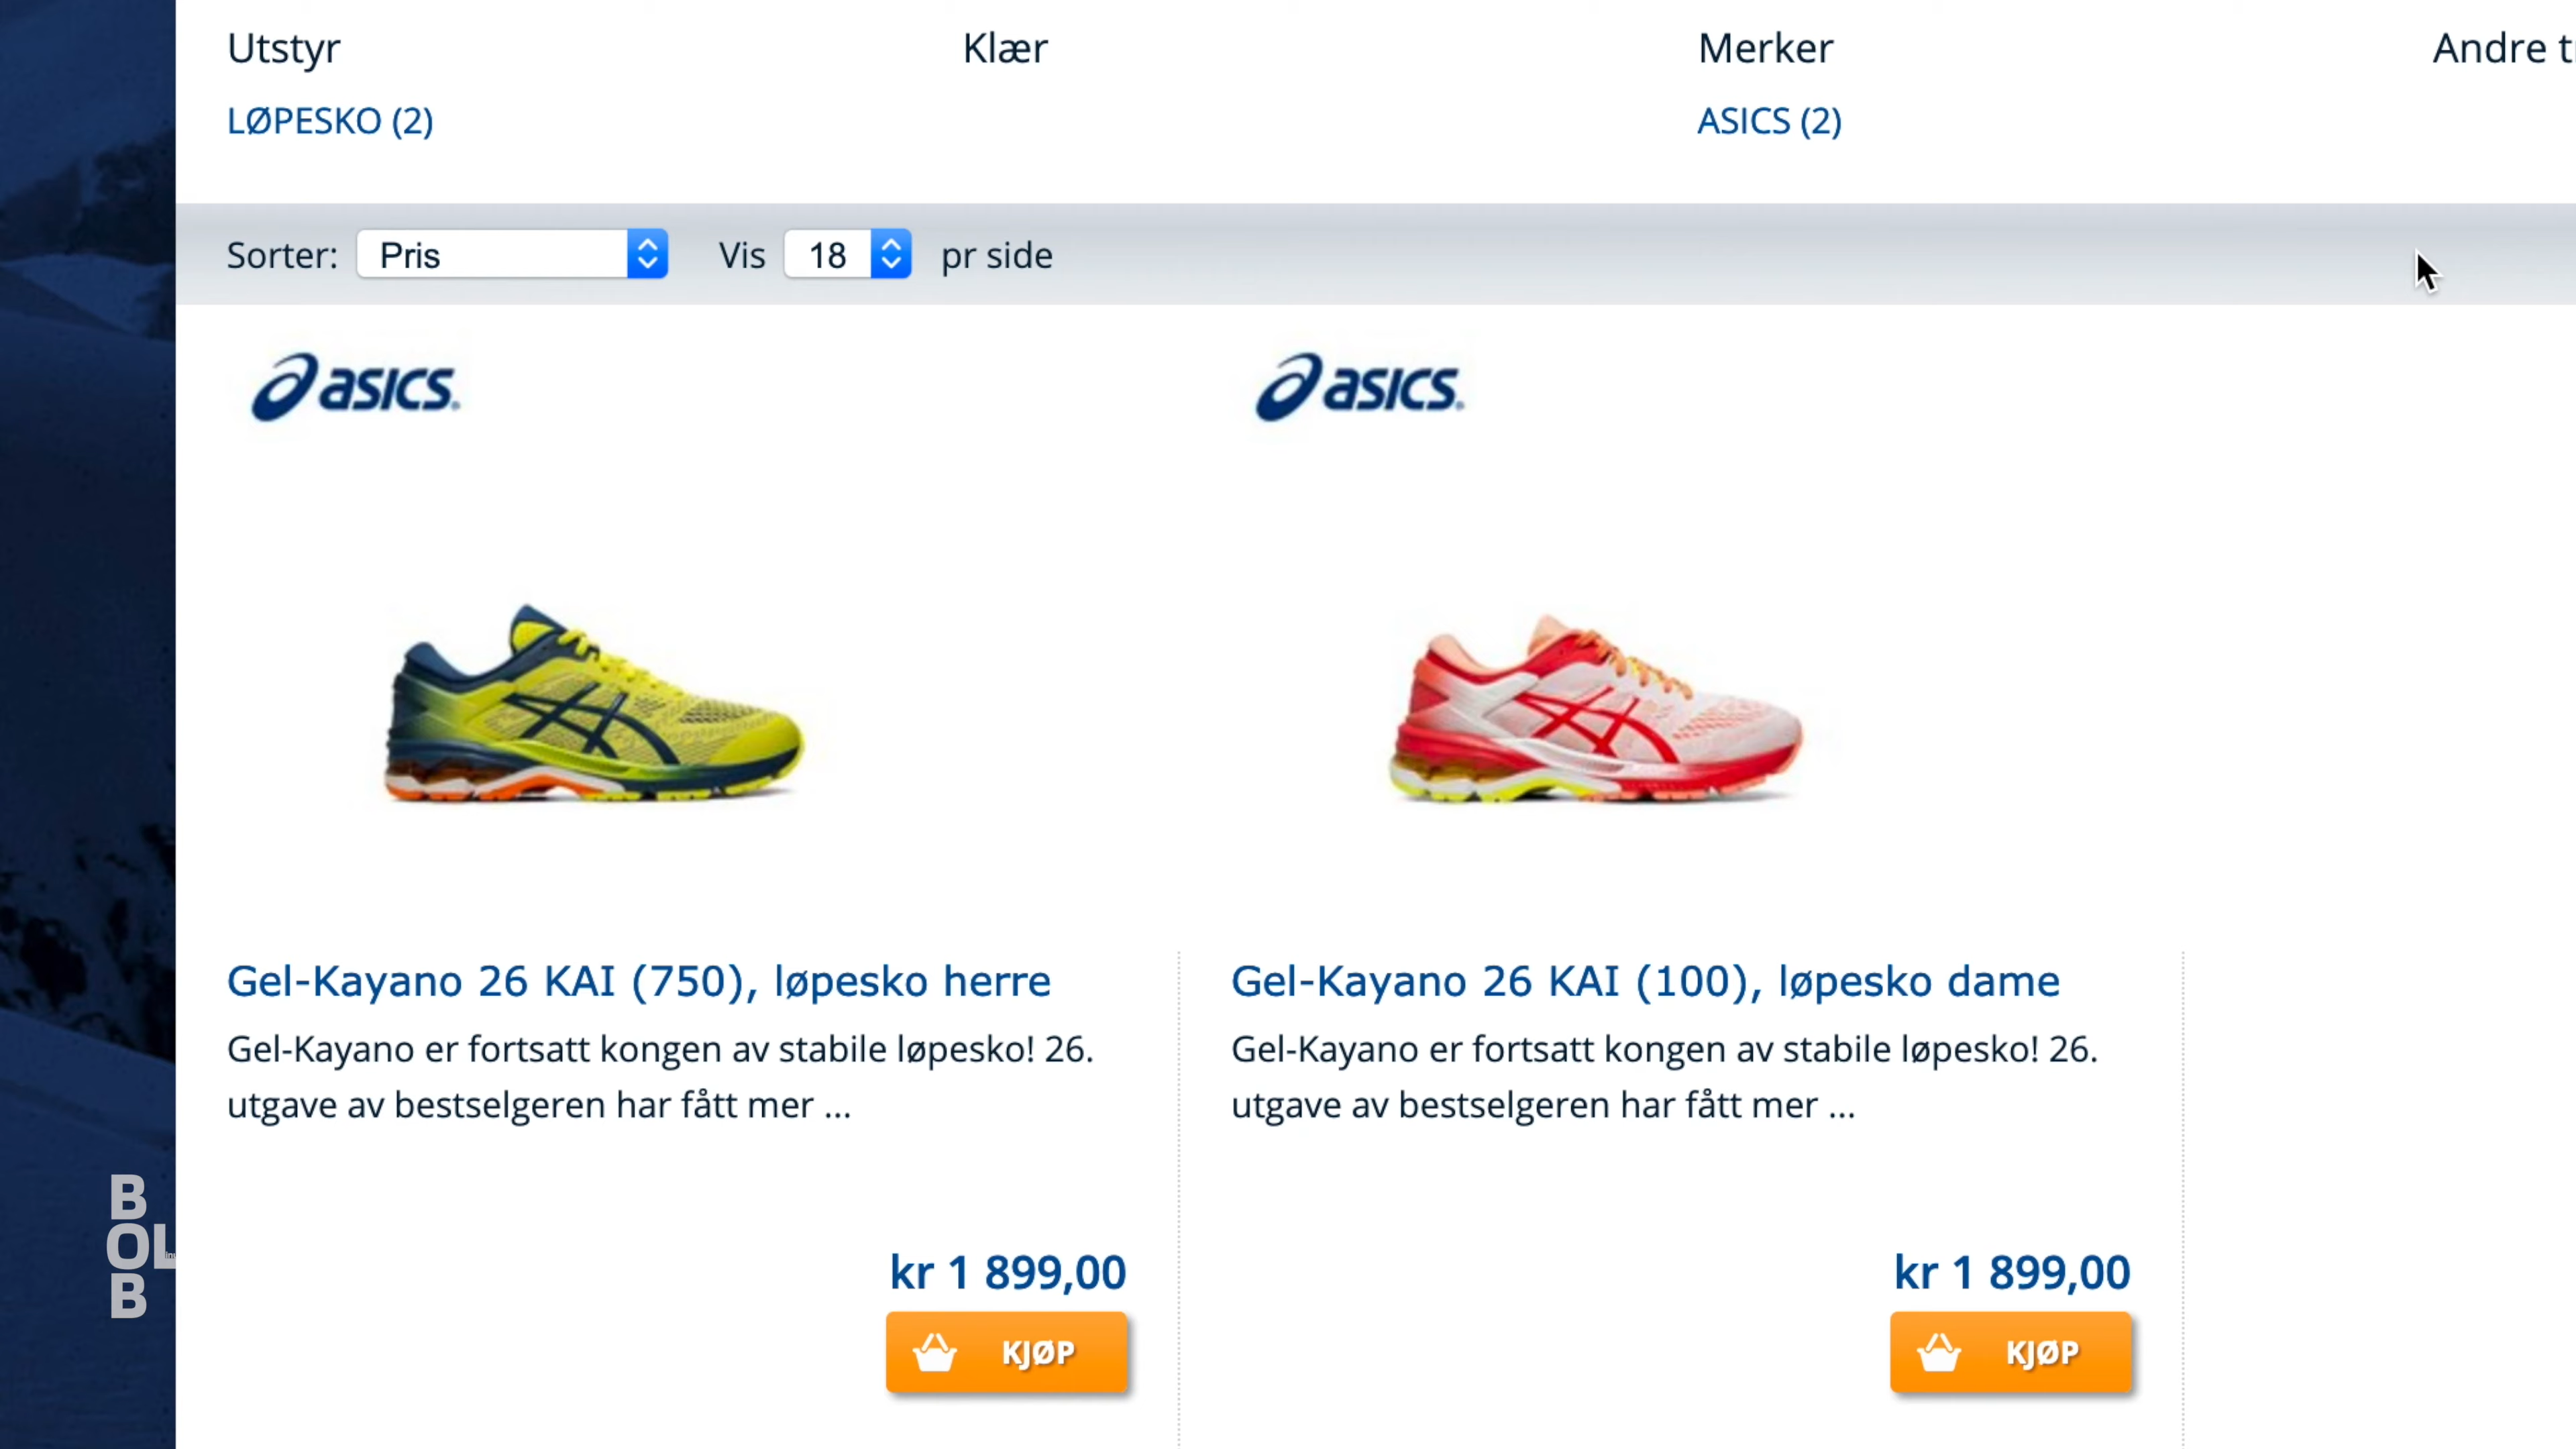 Utstyr
Klær
Merker
Andre t
LØPESKO (2)
ASICS (2)
Sorter: Pris Vis 18 pr side
asics
asics
Gel-Kayano 26 KAI (750), løpesko herre
Gel-Kayano er fortsatt kongen av stabile løpesko! 26.
utgave av bestselgeren har fått mer ...
kr 1 899,00
KJØP
Gel-Kayano 26 KAI (100), løpesko dame
Gel-Kayano er fortsatt kongen av stabile løpesko! 26.
utgave av bestselgeren har fått mer ...
kr 1 899,00
KJØP
B
OL
B